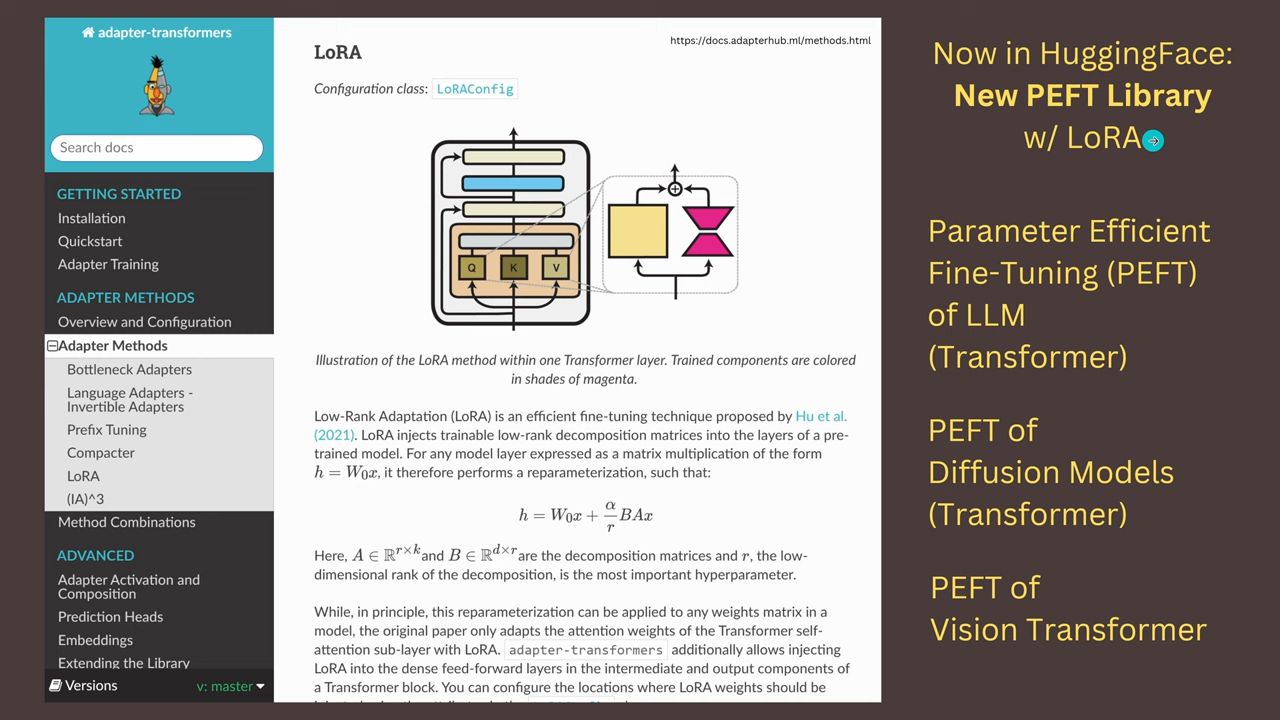 adapter-transformers
Search docs
GETTING STARTED
Installation
Quickstart
Adapter Training
ADAPTER METHODS
Overview and Configuration
Adapter Methods
Bottleneck Adapters
Language Adapters -
Invertible Adapters
Prefix Tuning
Compacter
LoRA
(IA)^3
Method Combinations
ADVANCED
Adapter Activation and
Composition
Prediction Heads
Embeddings
Extending the Library
Versions
v: master
https://docs.adapterhub.ml/methods.html
LoRA
Configuration class: LoRAConfig
Q K V
Illustration of the LoRA method within one Transformer layer. Trained components are colored
in shades of magenta.
Low-Rank Adaptation (LoRA) is an efficient fine-tuning technique proposed by Hu et al.
(2021). LoRA injects trainable low-rank decomposition matrices into the layers of a pre-
trained model. For any model layer expressed as a matrix multiplication of the form
h = W₀x, it therefore performs a reparameterization, such that:
h = W₀x + α/r BAx
Here, A ∈ ℝ^{r×k} and B ∈ ℝ^{d×r} are the decomposition matrices and r, the low-
dimensional rank of the decomposition, is the most important hyperparameter.
While, in principle, this reparameterization can be applied to any weights matrix in a
model, the original paper only adapts the attention weights of the Transformer self-
attention sub-layer with LoRA. adapter-transformers additionally allows injecting
LoRA into the dense feed-forward layers in the intermediate and output components of
a Transformer block. You can configure the locations where LoRA weights should be
Now in HuggingFace:
New PEFT Library
w/ LoRA
Parameter Efficient
Fine-Tuning (PEFT)
of LLM
(Transformer)
PEFT of
Diffusion Models
(Transformer)
PEFT of
Vision Transformer